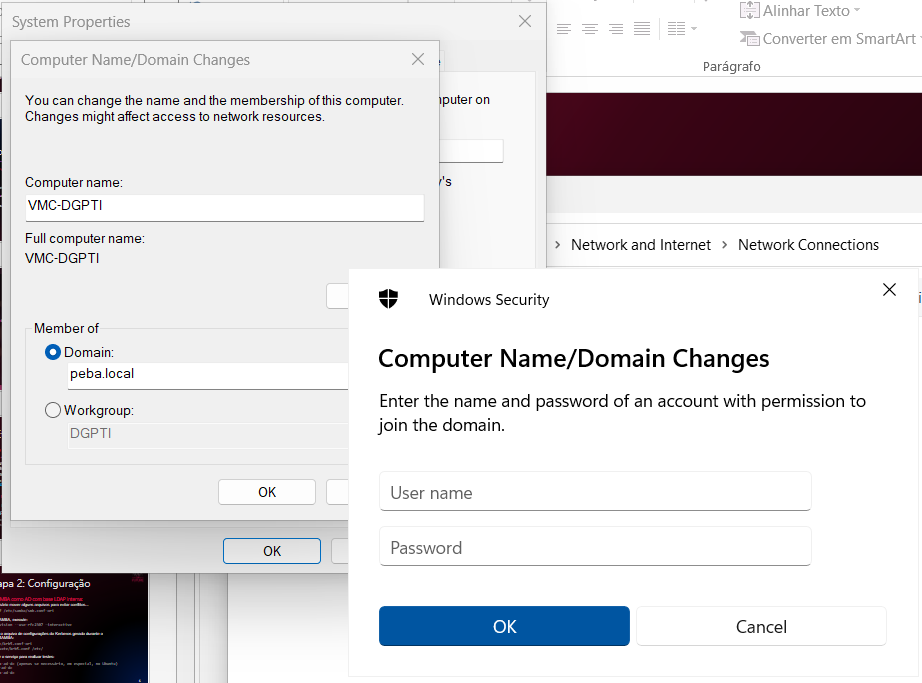 System Properties
Alinhar Texto
Converter em SmartArt
Parágrafo
Computer Name/Domain Changes
You can change the name and the membership of this computer.
Changes might affect access to network resources.
Computer name:
VMC-DGPTI
Full computer name:
VMC-DGPTI
Member of
Domain:
peba.local
Workgroup:
DGPTI
OK
OK
puter on
y's
Network and Internet > Network Connections
Windows Security
Computer Name/Domain Changes
Enter the name and password of an account with permission to
join the domain.
User name
Password
OK
Cancel
apa 2: Configuração